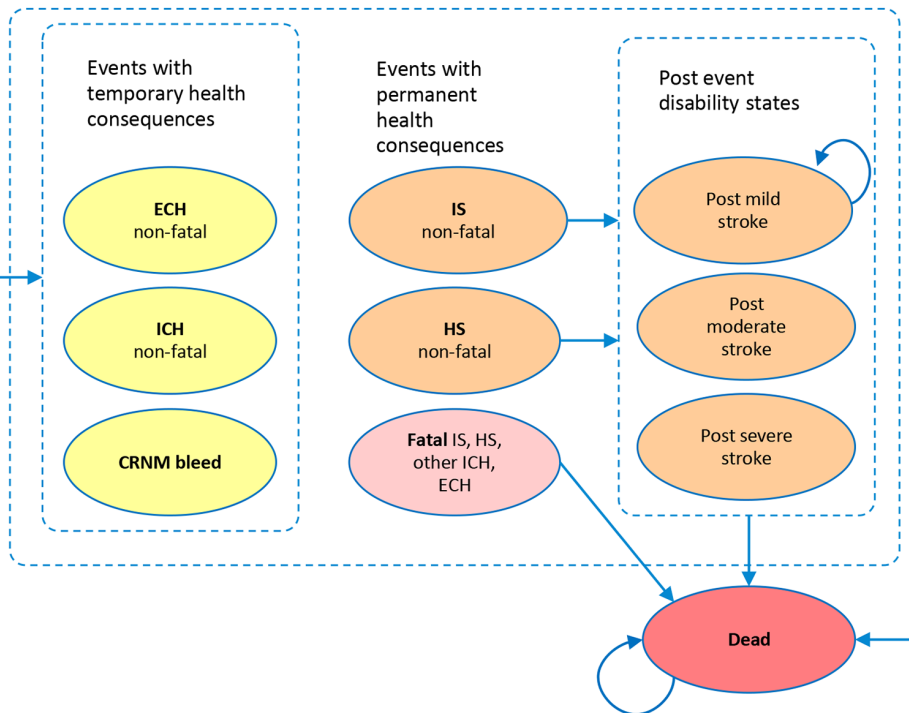 Events with
temporary health
consequences
ECH
non-fatal
ICH
non-fatal
CRNM bleed
Events with
permanent
health
consequences
IS
non-fatal
HS
non-fatal
Fatal IS, HS,
other ICH,
ECH
Post event
disability states
Post mild
stroke
Post
moderate
stroke
Post severe
stroke
Dead